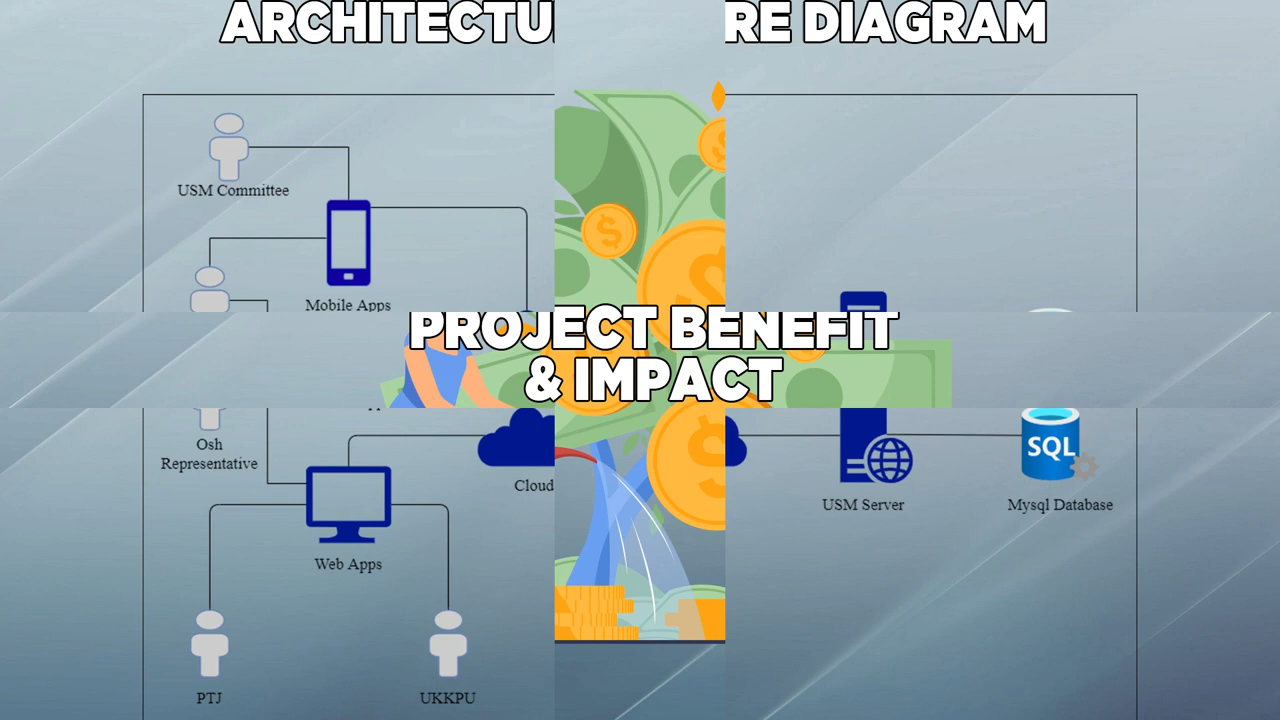 ARCHITECTU RE DIAGRAM
USM Committee
Mobile Apps
PROJECT BENEFIT
& IMPACT
Osh
Representative
Cloud
Web Apps
SQL
USM Server
Mysql Database
PTJ
UKKPU